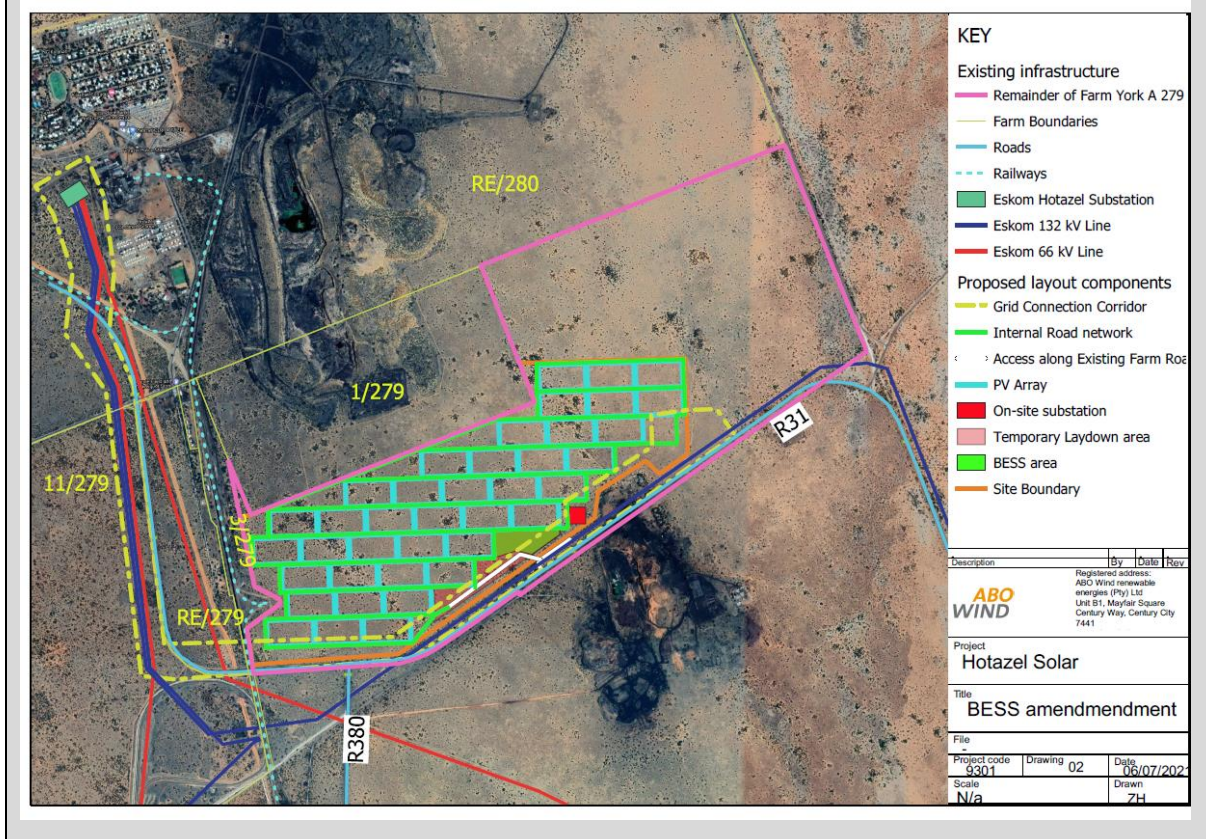 RE/280
1/279
11/279
3/279
RE/279
R31
R380
KEY
Existing infrastructure
Remainder of Farm York A 279
Farm Boundaries
Roads
Railways
Eskom Hotazel Substation
Eskom 132 kV Line
Eskom 66 kV Line
Proposed layout components
Grid Connection Corridor
Internal Road network
Access along Existing Farm Roa
PV Array
On-site substation
Temporary Laydown area
BESS area
Site Boundary
Description By Date Rev
ABO
WIND
Registered address:
ABO Wind renewable
energies (Pty) Ltd
Unit B1, Mayfair Square
Century Way, Century City
7441
Project
Hotazel Solar
Title
BESS amendmendment
File
-
Project code Drawing Date
9301 02 06/07/2021
Scale Drawn
N/a ZH